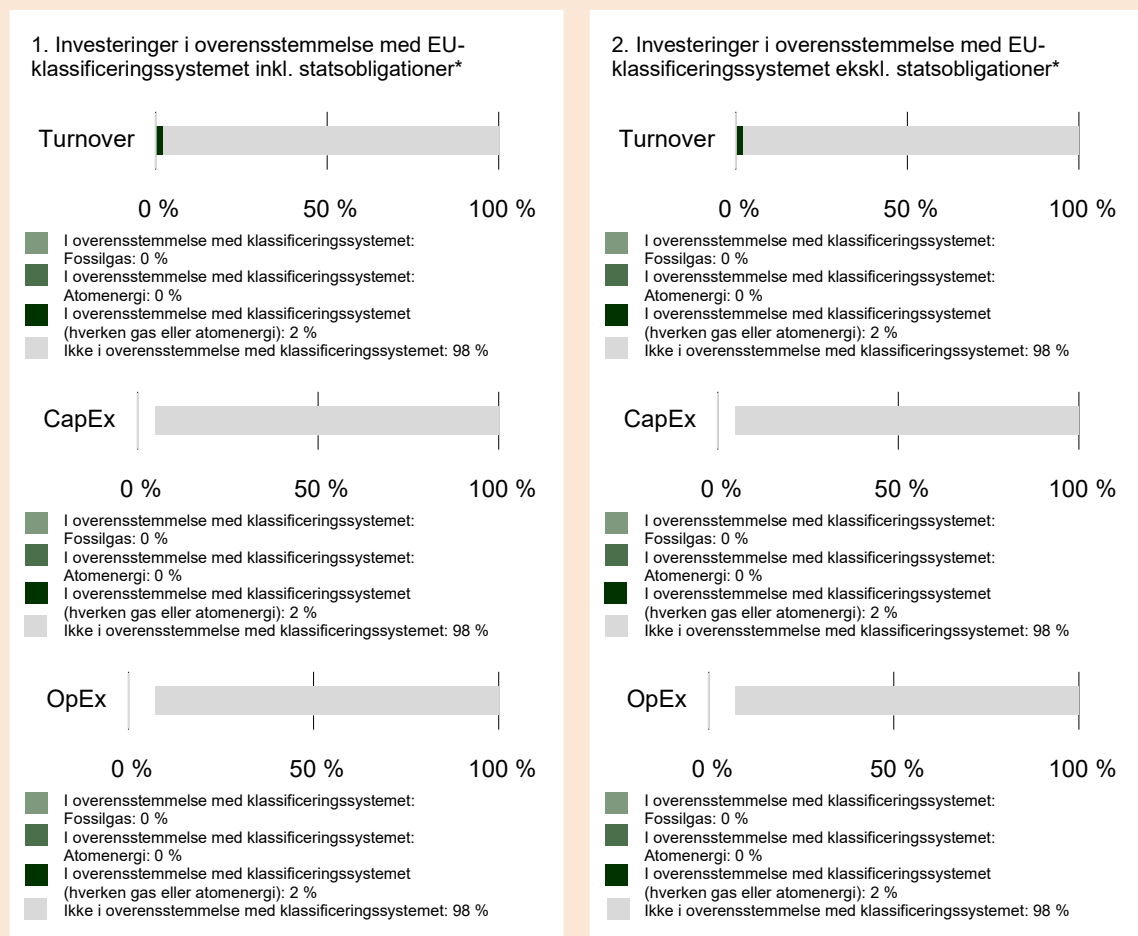 1. Investeringer i overensstemmelse med EU-
klassificeringssystemet inkl. statsobligationer*
Turnover
0 % 50 % 100 %
I overensstemmelse med klassificeringssystemet:
Fossilgas: 0 %
I overensstemmelse med klassificeringssystemet:
Atomenergi: 0 %
I overensstemmelse med klassificeringssystemet
(hverken gas eller atomenergi): 2 %
Ikke i overensstemmelse med klassificeringssystemet: 98 %
CapEx
0 % 50 % 100 %
I overensstemmelse med klassificeringssystemet:
Fossilgas: 0 %
I overensstemmelse med klassificeringssystemet:
Atomenergi: 0 %
I overensstemmelse med klassificeringssystemet
(hverken gas eller atomenergi): 2 %
Ikke i overensstemmelse med klassificeringssystemet: 98 %
OpEx
0 % 50 % 100 %
I overensstemmelse med klassificeringssystemet:
Fossilgas: 0 %
I overensstemmelse med klassificeringssystemet:
Atomenergi: 0 %
I overensstemmelse med klassificeringssystemet
(hverken gas eller atomenergi): 2 %
Ikke i overensstemmelse med klassificeringssystemet: 98 %
2. Investeringer i overensstemmelse med EU-
klassificeringssystemet ekskl. statsobligationer*
Turnover
0 % 50 % 100 %
I overensstemmelse med klassificeringssystemet:
Fossilgas: 0 %
I overensstemmelse med klassificeringssystemet:
Atomenergi: 0 %
I overensstemmelse med klassificeringssystemet
(hverken gas eller atomenergi): 2 %
Ikke i overensstemmelse med klassificeringssystemet: 98 %
CapEx
0 % 50 % 100 %
I overensstemmelse med klassificeringssystemet:
Fossilgas: 0 %
I overensstemmelse med klassificeringssystemet:
Atomenergi: 0 %
I overensstemmelse med klassificeringssystemet
(hverken gas eller atomenergi): 2 %
Ikke i overensstemmelse med klassificeringssystemet: 98 %
OpEx
0 % 50 % 100 %
I overensstemmelse med klassificeringssystemet:
Fossilgas: 0 %
I overensstemmelse med klassificeringssystemet:
Atomenergi: 0 %
I overensstemmelse med klassificeringssystemet
(hverken gas eller atomenergi): 2 %
Ikke i overensstemmelse med klassificeringssystemet: 98 %